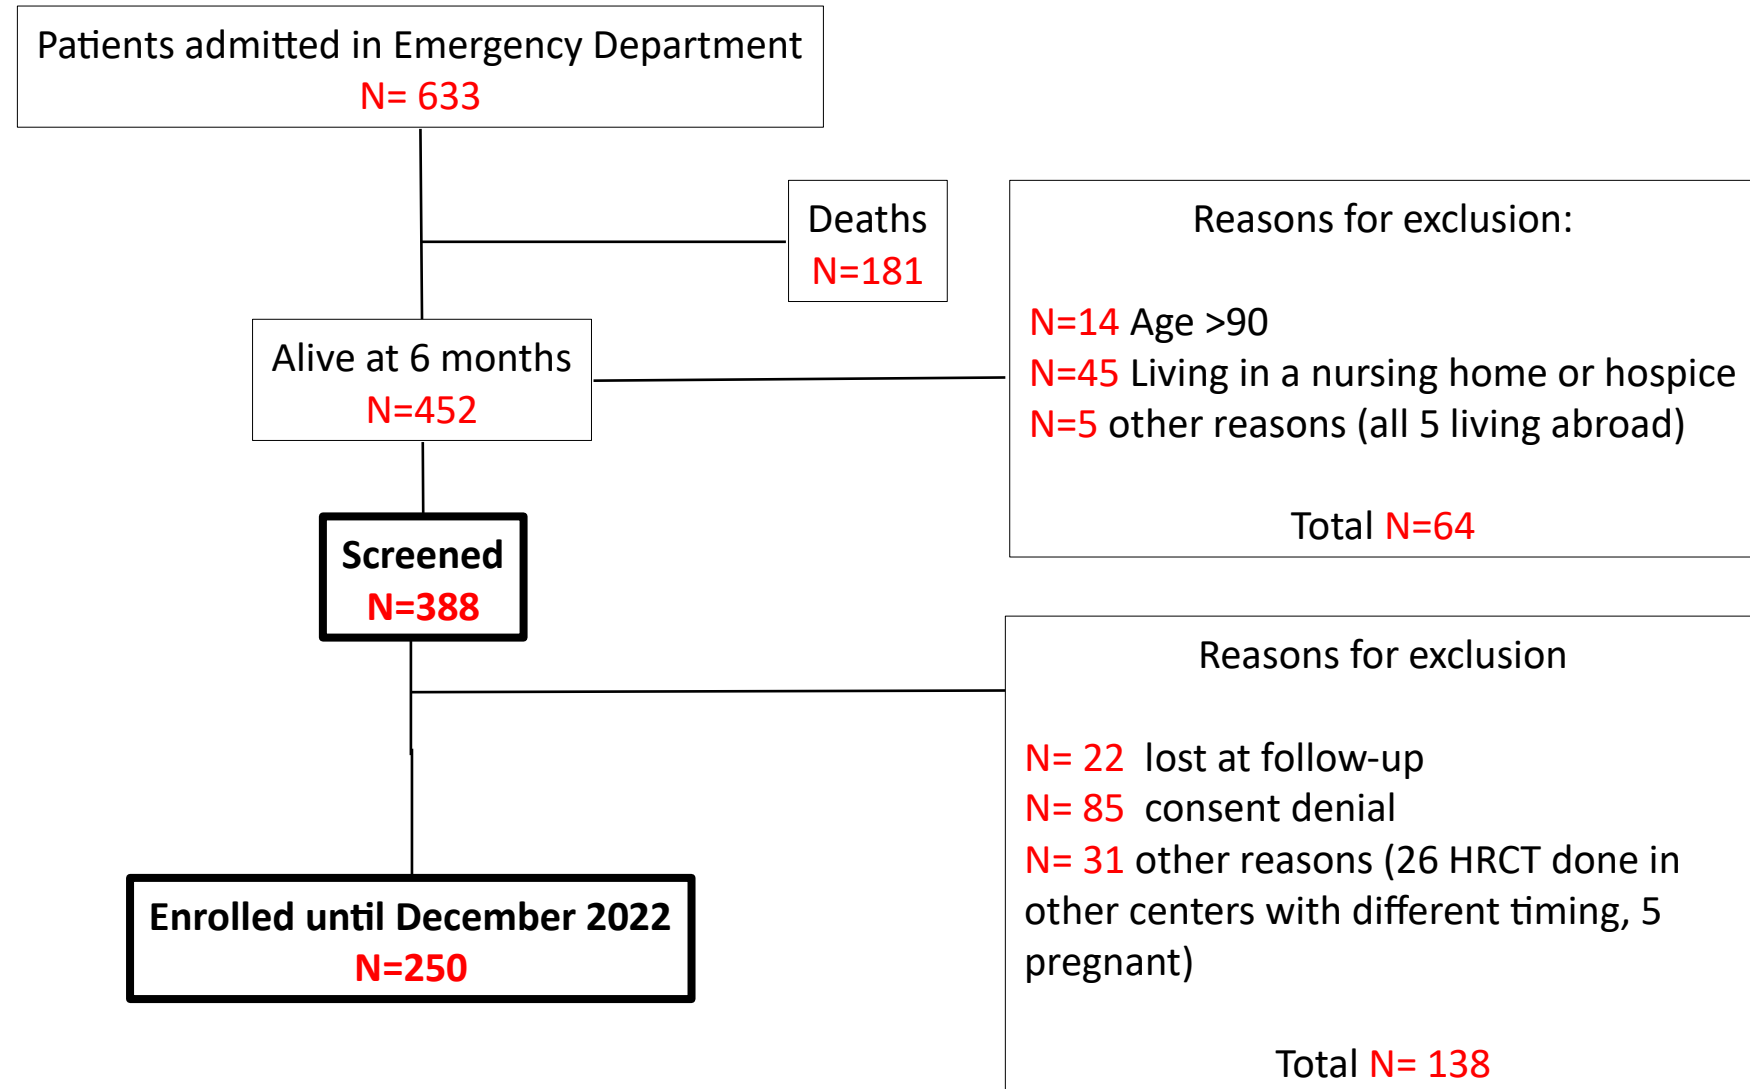 Patients admitted in Emergency Department
N= 633
Deaths
N=181
Alive at 6 months
N=452
Reasons for exclusion:
N=14 Age >90
N=45 Living in a nursing home or hospice
N=5 other reasons (all 5 living abroad)
Total N=64
Screened
N=388
Reasons for exclusion
N= 22 lost at follow-up
N= 85 consent denial
N= 31 other reasons (26 HRCT done in
other centers with different timing, 5
pregnant)
Total N= 138
Enrolled until December 2022
N=250